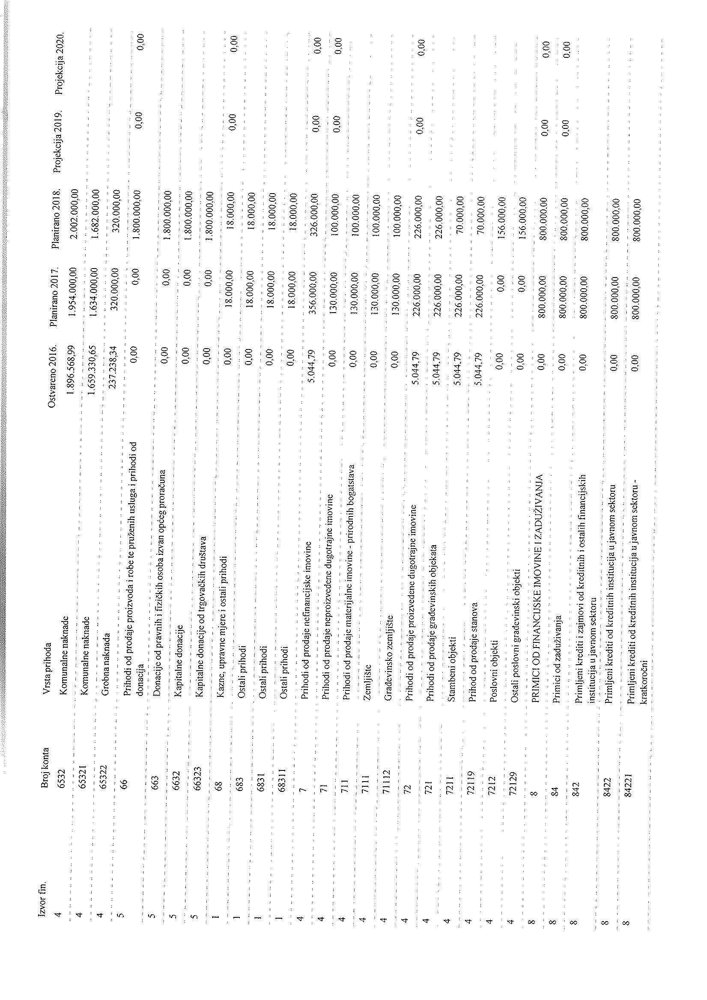 Izvor fin. Broj konta Vrsta prihoda Ostvareno 2016. Planirano 2017. Planirano 2018. Projekcija 2019. Projekcija 2020.
4 6532 Komunalne naknade 1.896.568,99 1.954.000,00 2.002.000,00
4 65321 Komunalne naknade 1.659.330,65 1.634.000,00 1.682.000,00
4 65322 Grobna naknada 237.238,34 320.000,00 320.000,00
5 66 Prihodi od prodaje proizvoda i robe te pruženih usluga i prihodi od 0,00 0,00 1.800.000,00 0,00 0,00
donacija
5 663 Donacije od pravnih i fizičkih osoba izvan općeg proračuna 0,00 0,00 1.800.000,00
5 6632 Kapitalne donacije 0,00 0,00 1.800.000,00
5 66323 Kapitalne donacije od trgovačkih društava 0,00 0,00 1.800.000,00
1 68 Kazne, upravne mjere i ostali prihodi 0,00 18.000,00 18.000,00 0,00 0,00
1 683 Ostali prihodi 0,00 18.000,00 18.000,00
1 6831 Ostali prihodi 0,00 18.000,00 18.000,00
1 68311 Ostali prihodi 0,00 18.000,00 18.000,00
4 7 Prihodi od prodaje nefinancijske imovine 5.044,79 356.000,00 326.000,00 0,00 0,00
4 71 Prihodi od prodaje neproizvedene dugotrajne imovine 0,00 130.000,00 100.000,00 0,00 0,00
4 711 Prihodi od prodaje materijalne imovine - prirodnih bogatstava 0,00 130.000,00 100.000,00
4 7111 Zemljište 0,00 130.000,00 100.000,00
4 71112 Građevinsko zemljište 0,00 130.000,00 100.000,00
4 72 Prihodi od prodaje proizvedene dugotrajne imovine 5.044,79 226.000,00 226.000,00 0,00 0,00
4 721 Prihodi od prodaje građevinskih objekata 5.044,79 226.000,00 226.000,00
4 7211 Stambeni objekti 5.044,79 226.000,00 70.000,00
4 72119 Prihod od prodaje stanova 5.044,79 226.000,00 70.000,00
4 7212 Poslovni objekti 0,00 0,00 156.000,00
4 72129 Ostali poslovni građevinski objekti 0,00 0,00 156.000,00
8 8 PRIMICI OD FINANCIJSKE IMOVINE I ZADUŽIVANJA 0,00 800.000,00 800.000,00 0,00 0,00
8 84 Primici od zaduživanja 0,00 800.000,00 800.000,00 0,00 0,00
8 842 Primljeni krediti i zajmovi od kreditnih i ostalih financijskih 0,00 800.000,00 800.000,00
institucija u javnom sektoru
8 8422 Primljeni krediti od kreditnih institucija u javnom sektoru 0,00 800.000,00 800.000,00
8 84221 Primljeni krediti od kreditnih institucija u javnom sektoru - 0,00 800.000,00 800.000,00
kratkoročni